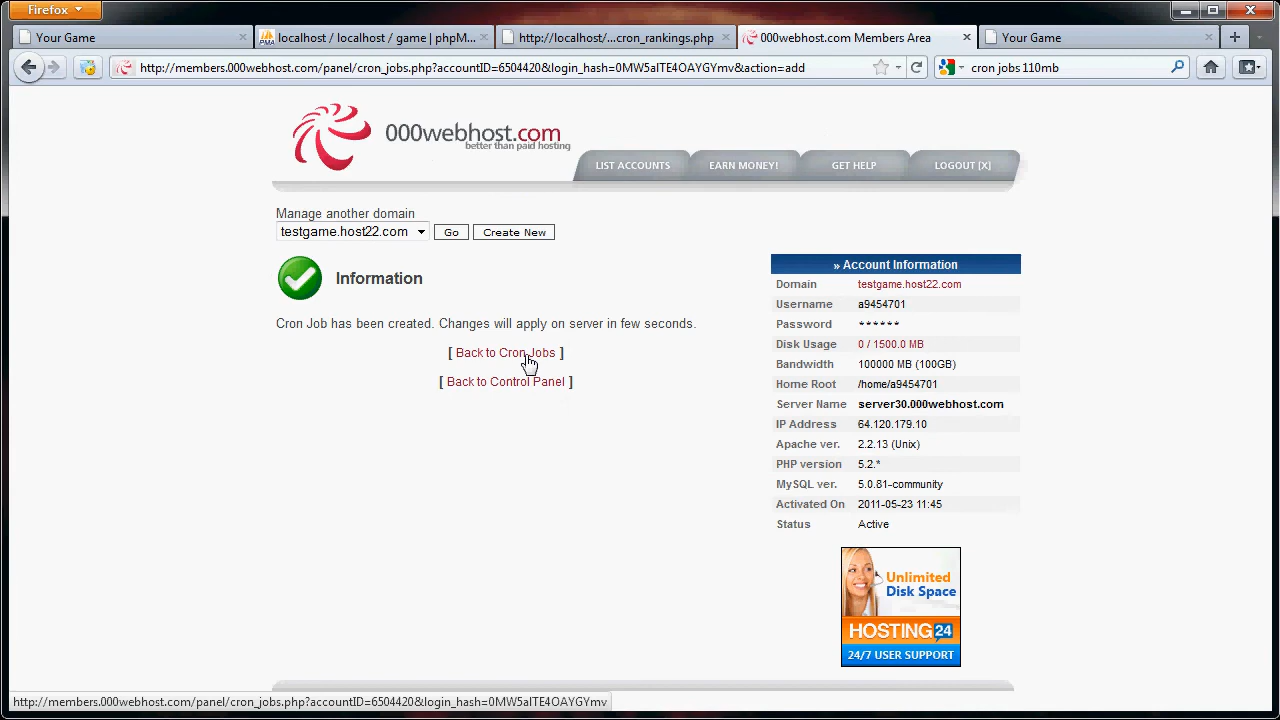 Firefox
Your Game
localhost / localhost / game | phpM...
http://localhost/...cron_rankings.php
000webhost.com Members Area
Your Game
http://members.000webhost.com/panel/cron_jobs.php?accountID=6504420&login_hash=0MW5aITE4OAYGYmv&action=add
cron jobs 110mb
000webhost.com
better than paid hosting
LIST ACCOUNTS
EARN MONEY!
GET HELP
LOGOUT [X]
Manage another domain
testgame.host22.com
Go
Create New
Information
Cron Job has been created. Changes will apply on server in few seconds.
[ Back to Cron Jobs ]
[ Back to Control Panel ]
» Account Information
Domain testgame.host22.com
Username a9454701
Password ******
Disk Usage 0 / 1500.0 MB
Bandwidth 100000 MB (100GB)
Home Root /home/a9454701
Server Name server30.000webhost.com
IP Address 64.120.179.10
Apache ver. 2.2.13 (Unix)
PHP version 5.2.*
MySQL ver. 5.0.81-community
Activated On 2011-05-23 11:45
Status Active
Unlimited
Disk Space
HOSTING 24
24/7 USER SUPPORT
http://members.000webhost.com/panel/cron_jobs.php?accountID=6504420&login_hash=0MW5aITE4OAYGYmv